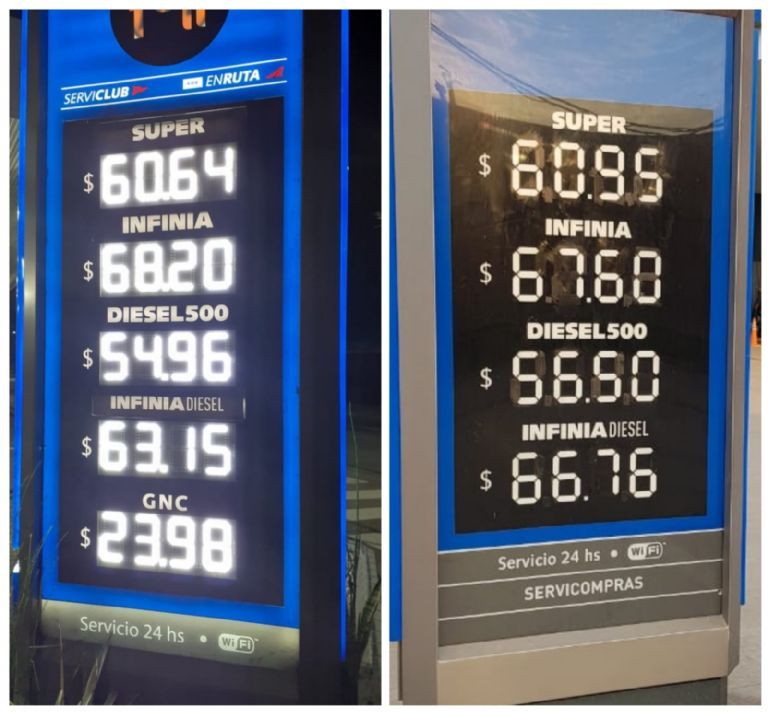 SERVICLUB ENRUTA
SUPER
$ 60.64
INFINIA
$ 68.20
DIESEL500
$ 54.96
INFINIA DIESEL
$ 63.15
GNC
$ 23.98
Servicio 24 hs • WiFi
SUPER
$ 60.95
INFINIA
$ 67.60
DIESEL500
$ 56.50
INFINIA DIESEL
$ 66.76
Servicio 24 hs • WiFi
SERVICOMPRAS